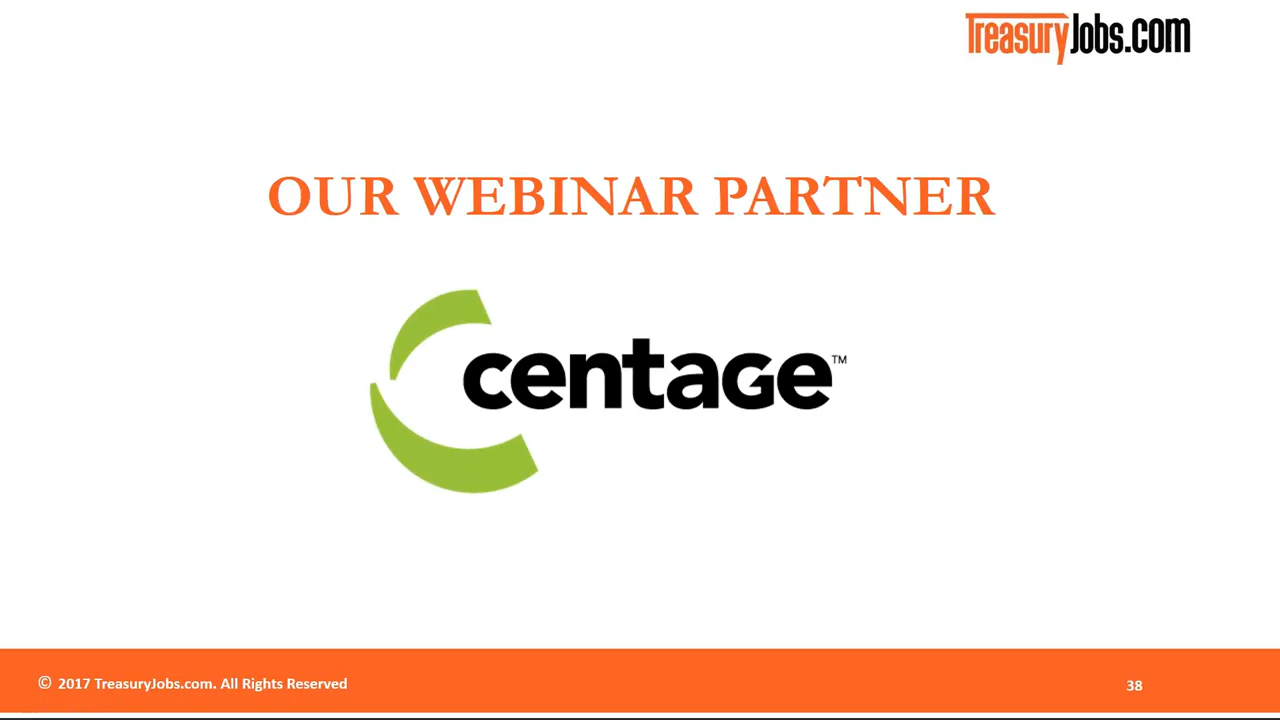 TreasuryJobs.com
OUR WEBINAR PARTNER
centage™
© 2017 TreasuryJobs.com. All Rights Reserved
38